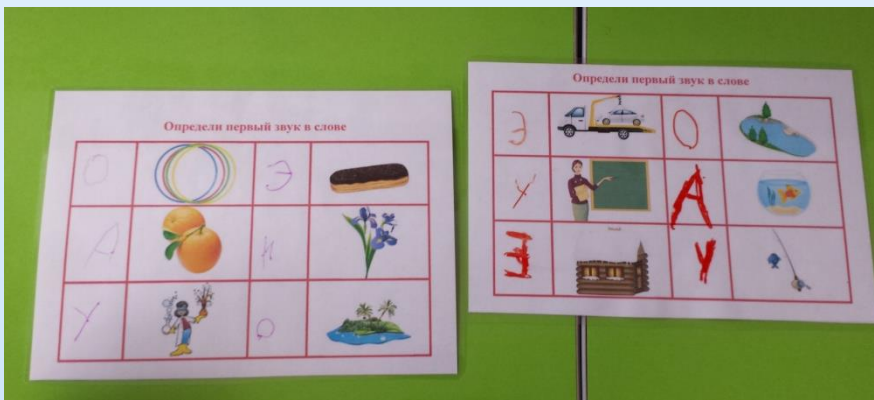 Определи первый звук в слове
О Э
А И
У О
Определи первый звук в слове
Э О
У А
У